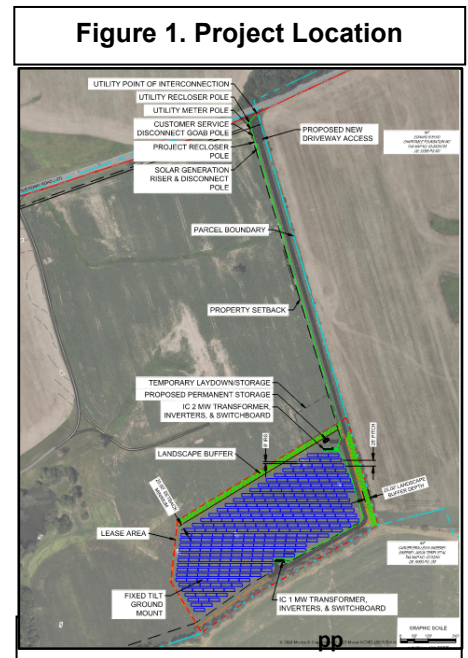 Figure 1. Project Location
UTILITY POINT OF INTERCONNECTION
UTILITY RECLOSER POLE
UTILITY METER POLE
CUSTOMER SERVICE
DISCONNECT GOAB POLE
PROJECT RECLOSER
POLE
SOLAR GENERATION
RISER & DISCONNECT
POLE
PROPOSED NEW
DRIVEWAY ACCESS
PARCEL BOUNDARY
PROPERTY SETBACK
TEMPORARY LAYDOWN/STORAGE
PROPOSED PERMANENT STORAGE
IC 2 MW TRANSFORMER,
INVERTERS, & SWITCHBOARD
LANDSCAPE BUFFER
PITCH
LANDSCAPE
BUFFER DEPTH
SETBACK
LEASE AREA
FIXED TILT
GROUND
MOUNT
IC 1 MW TRANSFORMER,
INVERTERS, & SWITCHBOARD
GRAPHIC SCALE
pp